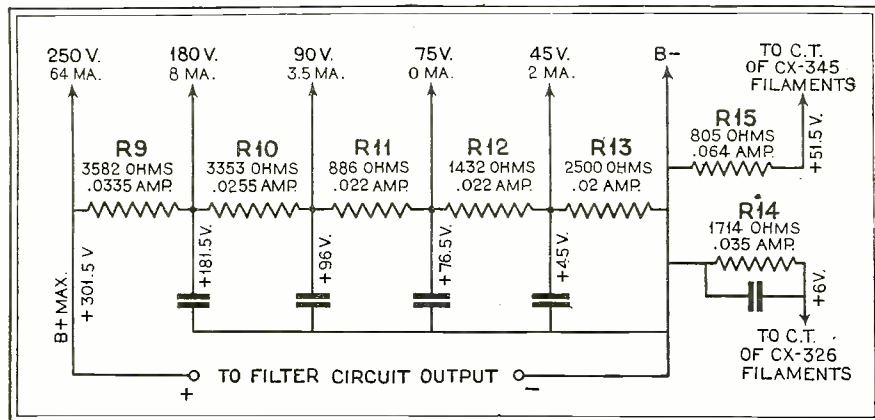 250 V.
64 MA.
180 V.
8 MA.
90 V.
3.5 MA.
75 V.
0 MA.
45 V.
2 MA.
B-
TO C.T.
OF CX-345
FILAMENTS
R9
3582 OHMS
.0335 AMP.
R10
3353 OHMS
.0255 AMP.
R11
886 OHMS
.022 AMP.
R12
1432 OHMS
.022 AMP.
R13
2500 OHMS
.02 AMP.
R15
805 OHMS
.064 AMP.
+51.5 V.
R14
1714 OHMS
.035 AMP.
+6V.
B+ MAX.
+301.5 V
+181.5V.
+96 V.
+76.5V.
+45V.
TO C.T.
OF CX-326
FILAMENTS
+ TO FILTER CIRCUIT OUTPUT -